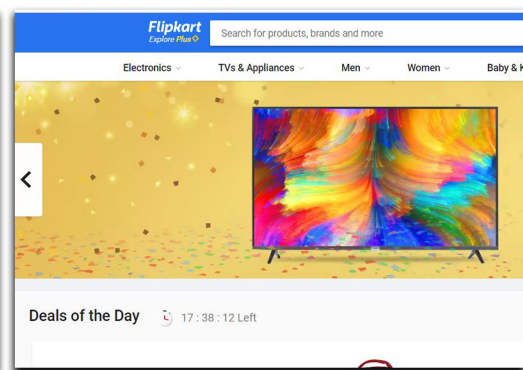 Flipkart
Search for products, brands and more
Explore Plus
Electronics
TVs & Appliances
Men
Women
Baby & K
Deals of the Day
17 : 38 : 12 Left